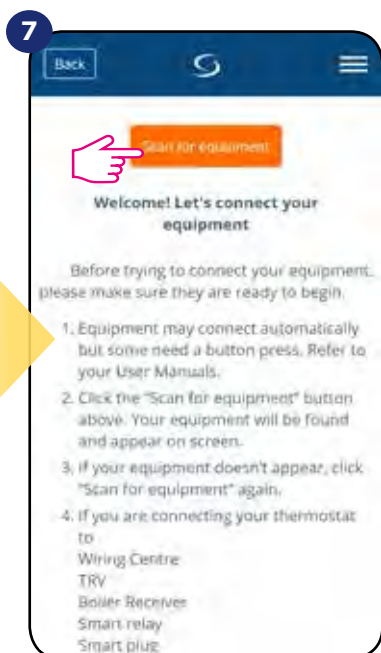 7
Back
Scan for equipment
Welcome! Let's connect your
equipment
Before trying to connect your equipment,
please make sure they are ready to begin.
1. Equipment may connect automatically
but some need a button press. Refer to
your User Manuals.
2. Click the "Scan for equipment" button
above. Your equipment will be found
and appear on screen.
3. If your equipment doesn't appear, click
"Scan for equipment" again.
4. If you are connecting your thermostat
to
Wiring Centre
TRV
Boiler Receiver
Smart relay
Smart plug